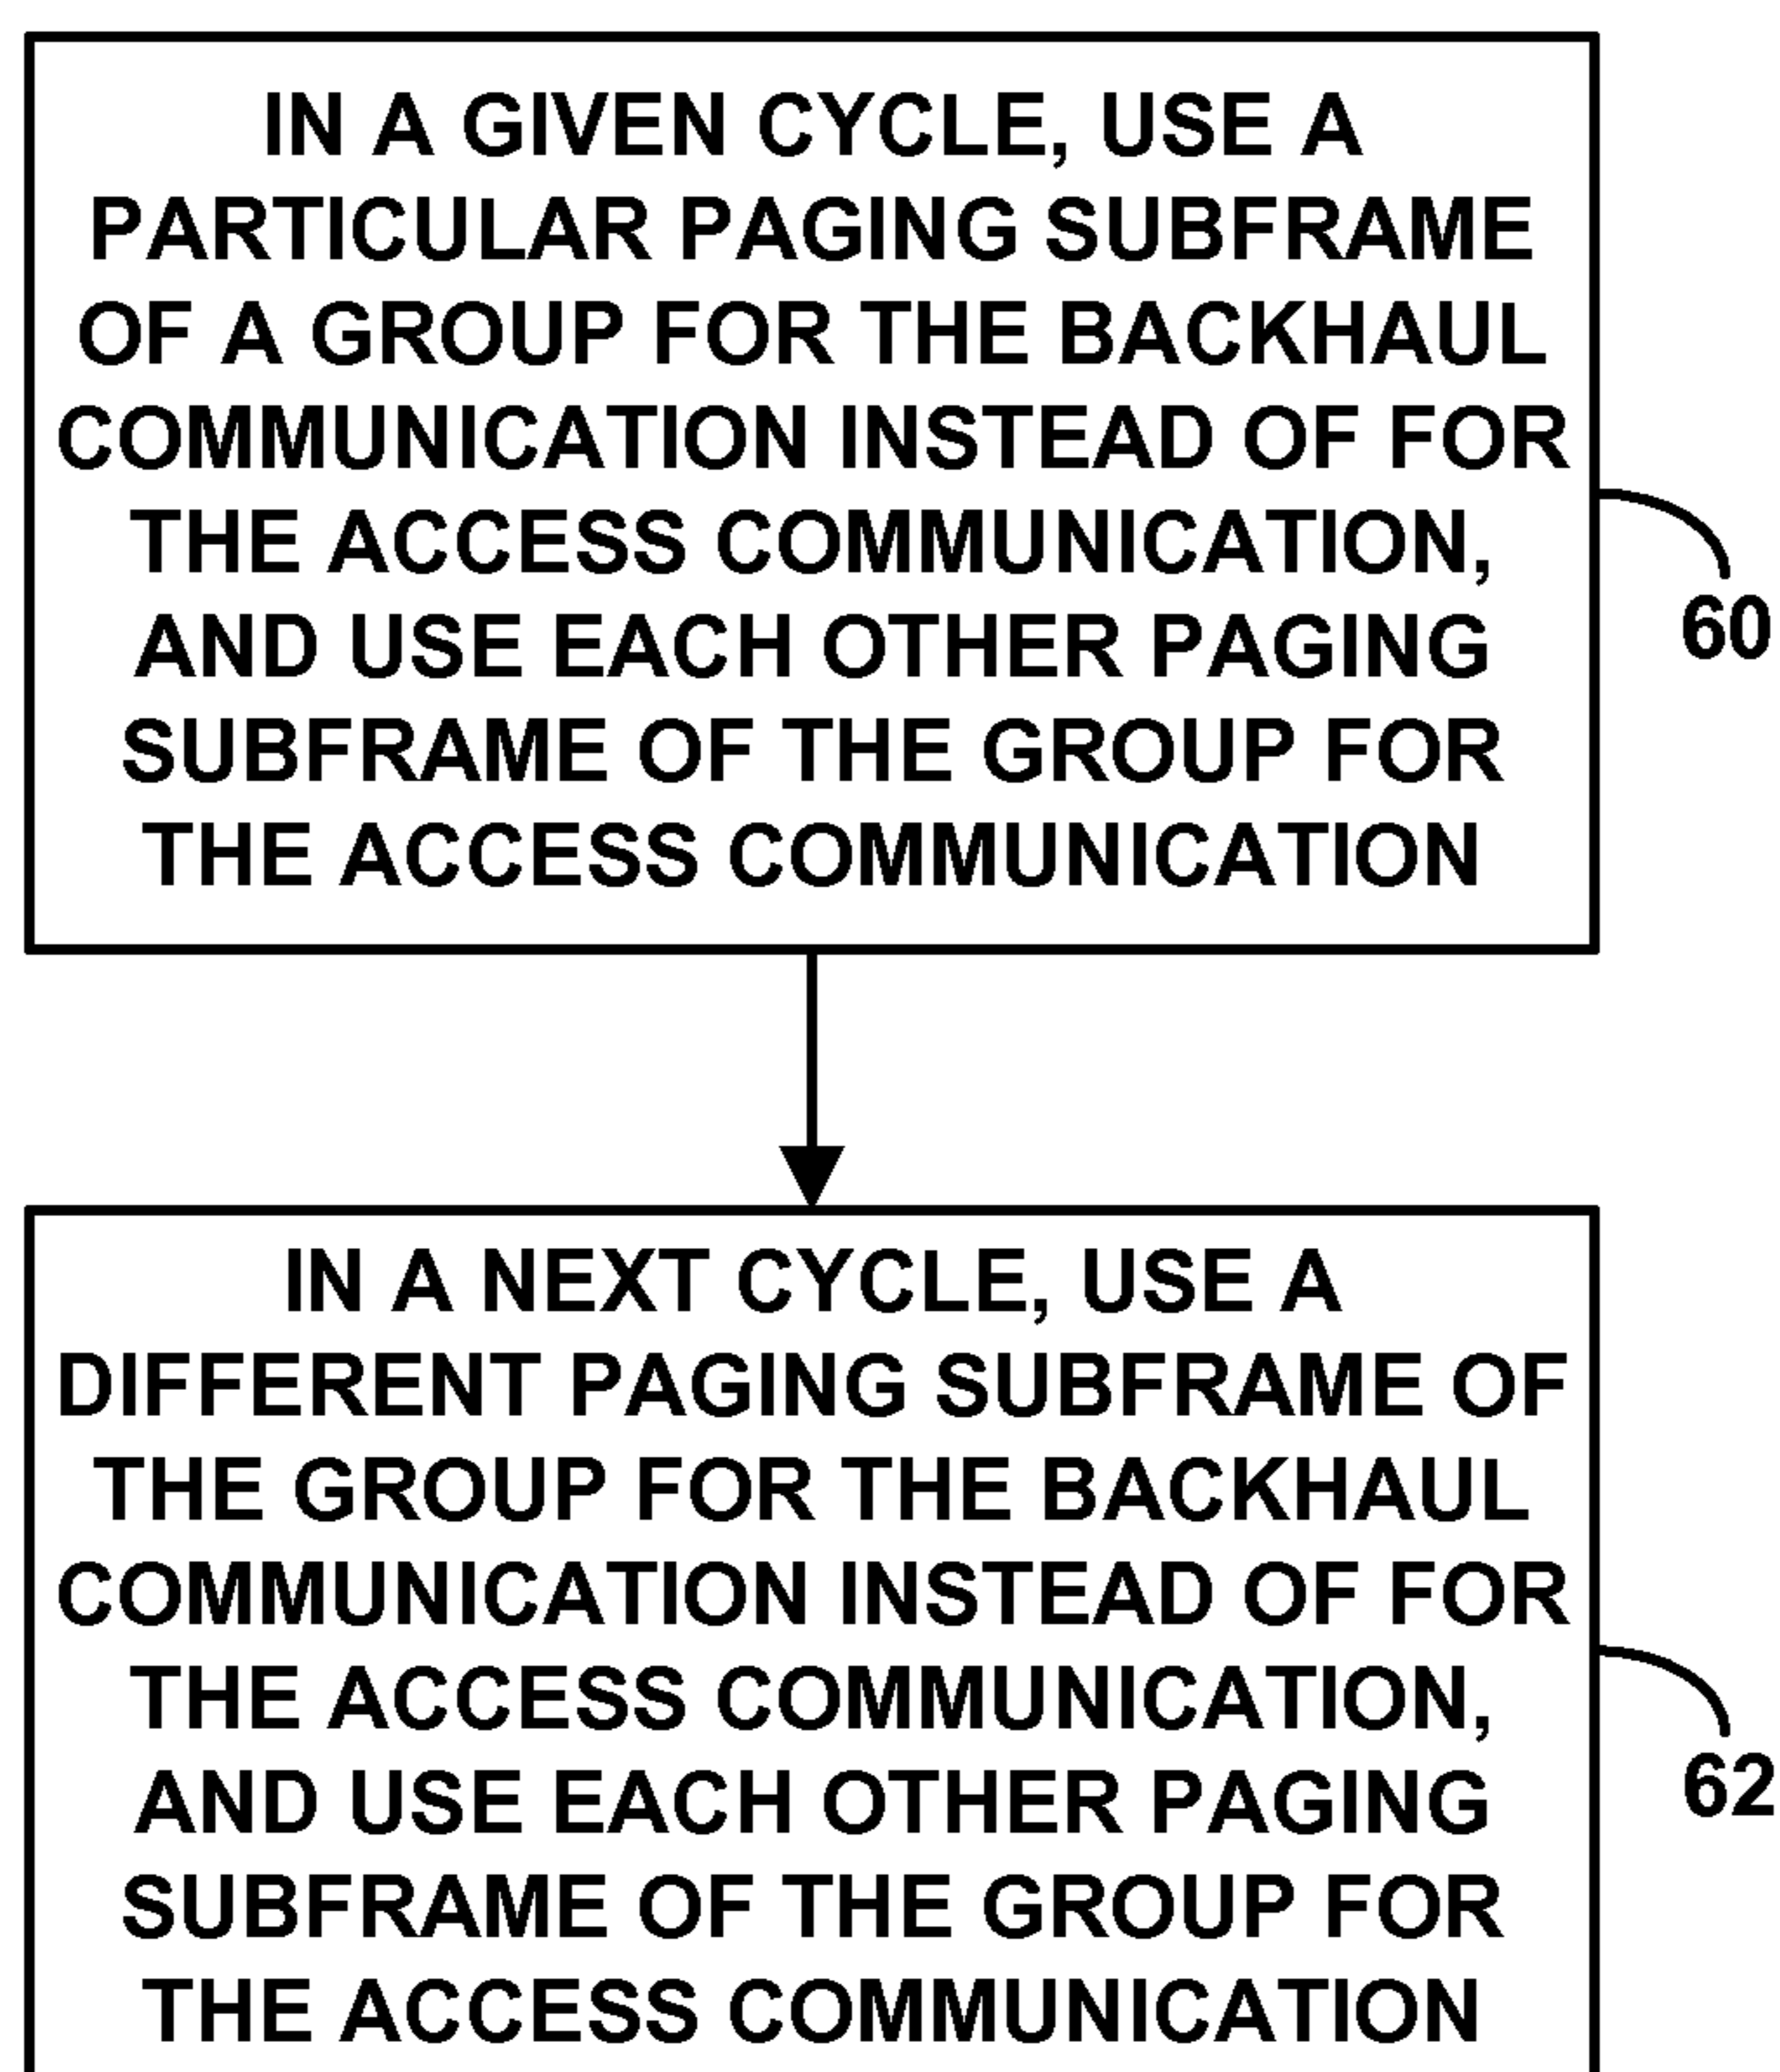 IN A GIVEN CYCLE, USE A
PARTICULAR PAGING SUBFRAME
OF A GROUP FOR THE BACKHAUL
COMMUNICATION INSTEAD OF FOR
THE ACCESS COMMUNICATION,
AND USE EACH OTHER PAGING
SUBFRAME OF THE GROUP FOR
THE ACCESS COMMUNICATION
60
IN A NEXT CYCLE, USE A
DIFFERENT PAGING SUBFRAME OF
THE GROUP FOR THE BACKHAUL
COMMUNICATION INSTEAD OF FOR
THE ACCESS COMMUNICATION,
AND USE EACH OTHER PAGING
SUBFRAME OF THE GROUP FOR
THE ACCESS COMMUNICATION
62